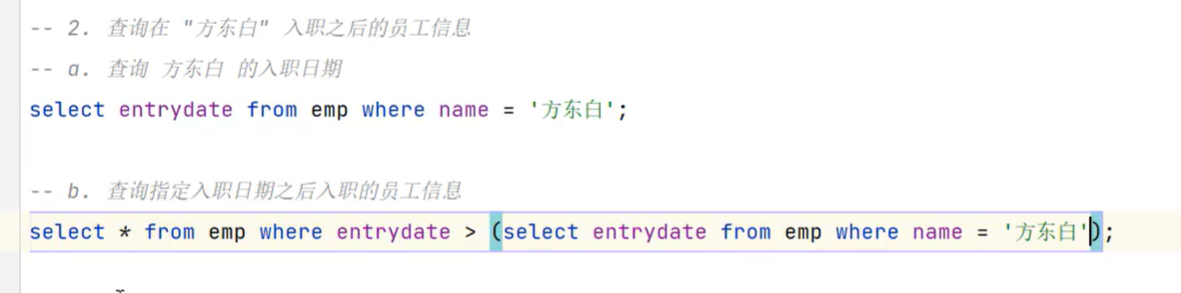 -- 2. 查询在 "方东白" 入职之后的员工信息
-- a. 查询 方东白 的入职日期
select entrydate from emp where name = '方东白';
-- b. 查询指定入职日期之后入职的员工信息
select * from emp where entrydate > (select entrydate from emp where name = '方东白');